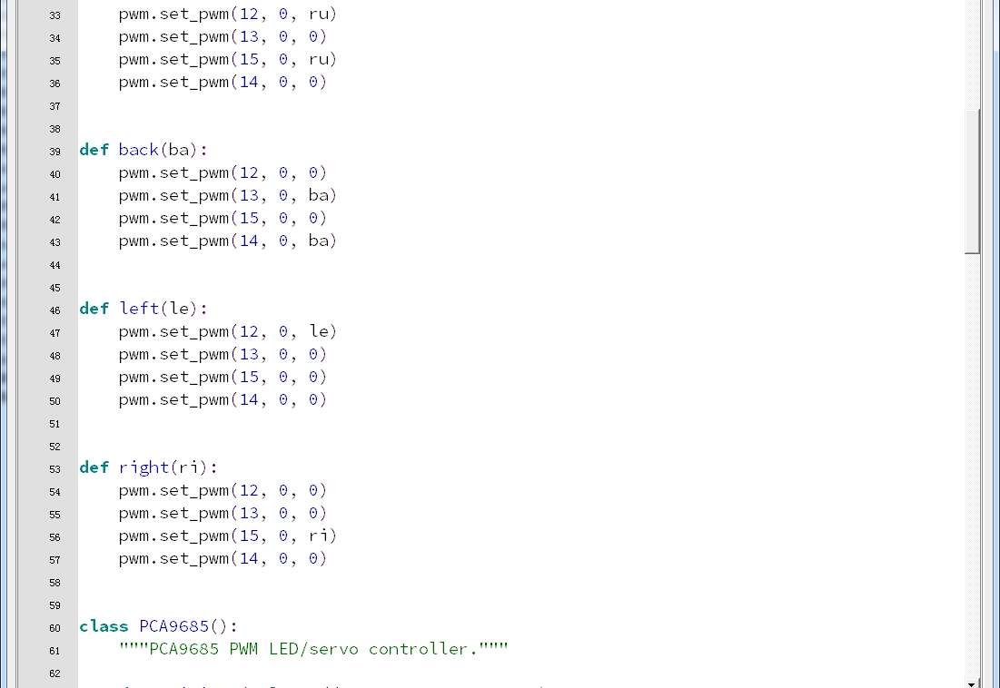 33 pwm.set_pwm(12, 0, ru)
34 pwm.set_pwm(13, 0, 0)
35 pwm.set_pwm(15, 0, ru)
36 pwm.set_pwm(14, 0, 0)
37
38
39 def back(ba):
40 pwm.set_pwm(12, 0, 0)
41 pwm.set_pwm(13, 0, ba)
42 pwm.set_pwm(15, 0, 0)
43 pwm.set_pwm(14, 0, ba)
44
45
46 def left(le):
47 pwm.set_pwm(12, 0, le)
48 pwm.set_pwm(13, 0, 0)
49 pwm.set_pwm(15, 0, 0)
50 pwm.set_pwm(14, 0, 0)
51
52
53 def right(ri):
54 pwm.set_pwm(12, 0, 0)
55 pwm.set_pwm(13, 0, 0)
56 pwm.set_pwm(15, 0, ri)
57 pwm.set_pwm(14, 0, 0)
58
59
60 class PCA9685():
61 """PCA9685 PWM LED/servo controller."""
62